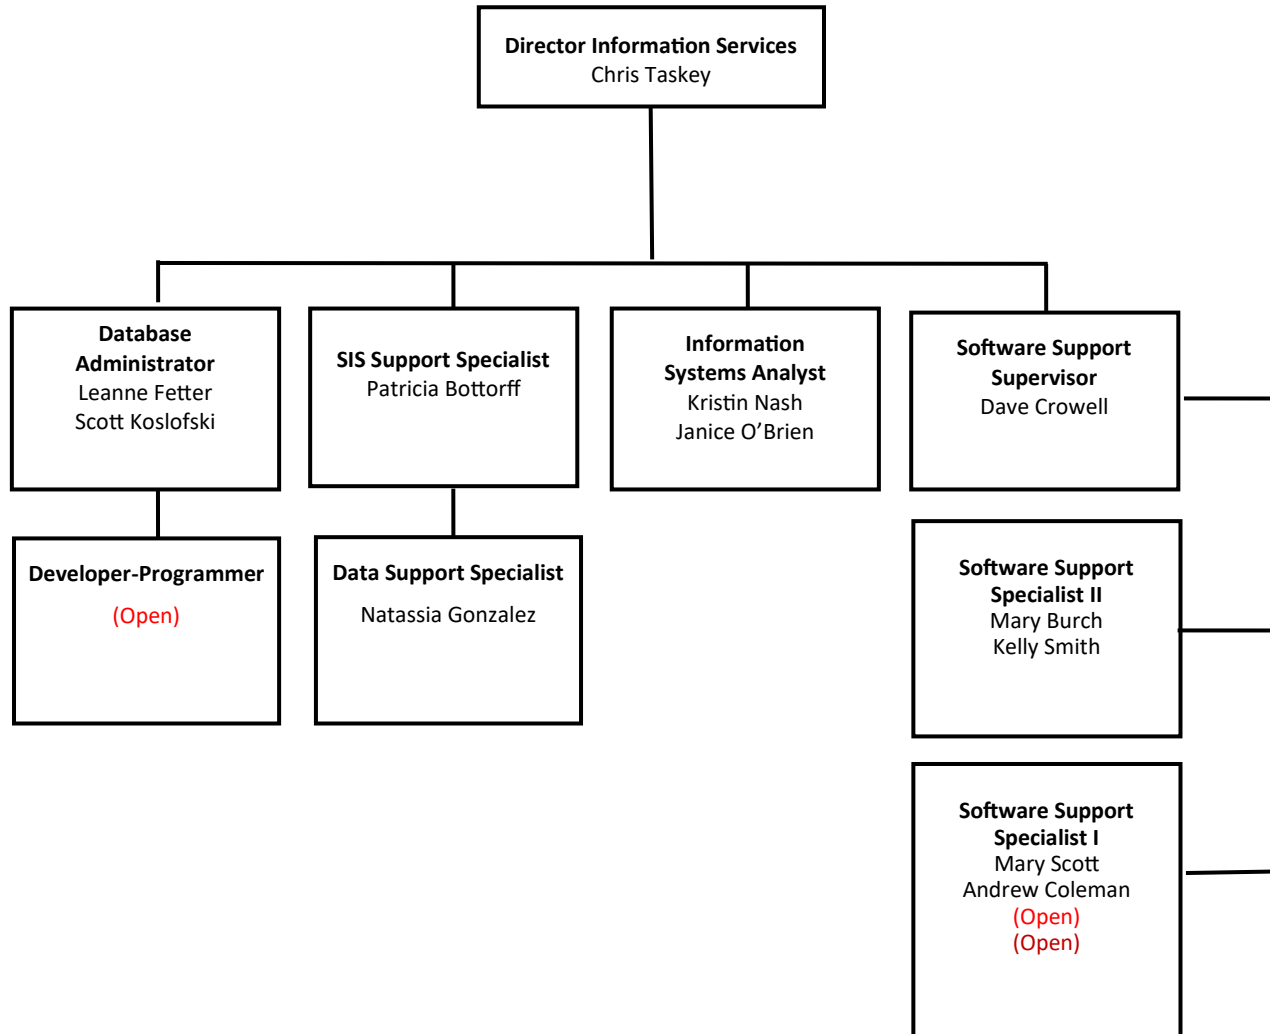 Director Information Services
Chris Taskey
Database
Administrator
Leanne Fetter
Scott Koslofski
SIS Support Specialist
Patricia Bottorff
Information
Systems Analyst
Kristin Nash
Janice O’Brien
Software Support
Supervisor
Dave Crowell
Developer-Programmer
(Open)
Data Support Specialist
Natassia Gonzalez
Software Support
Specialist II
Mary Burch
Kelly Smith
Software Support
Specialist I
Mary Scott
Andrew Coleman
(Open)
(Open)